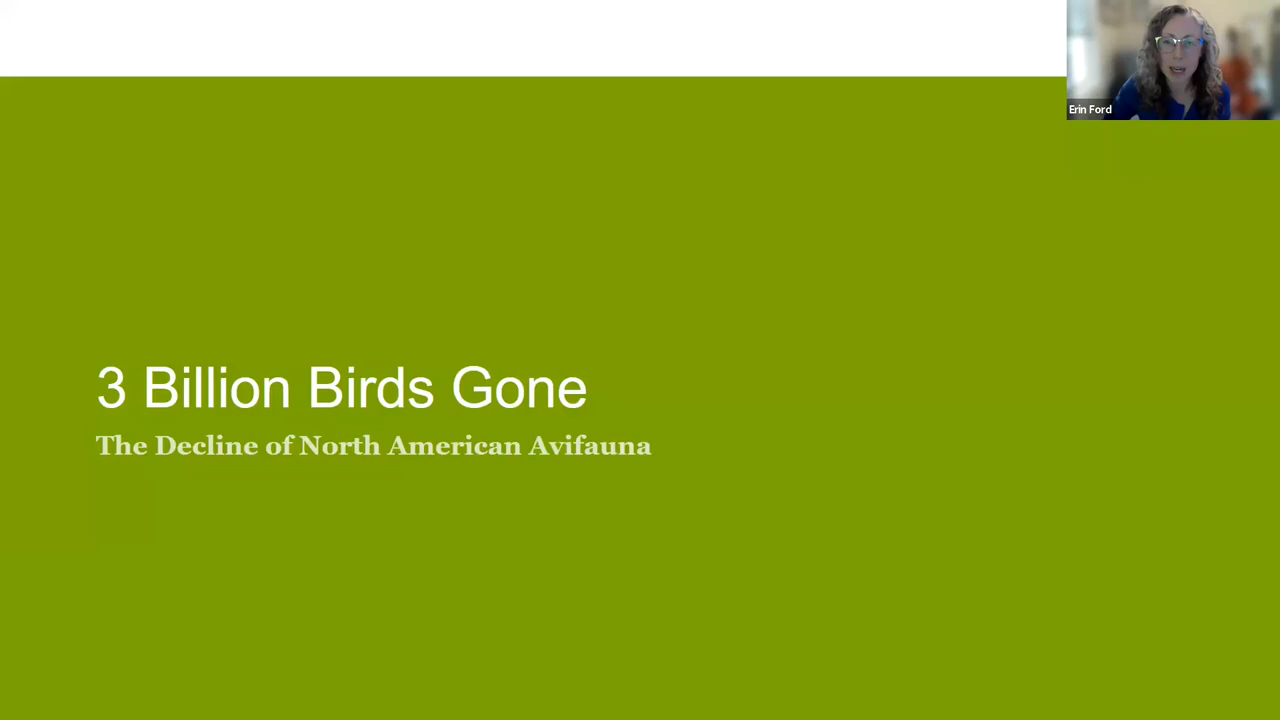 Erin Ford
3 Billion Birds Gone
The Decline of North American Avifauna